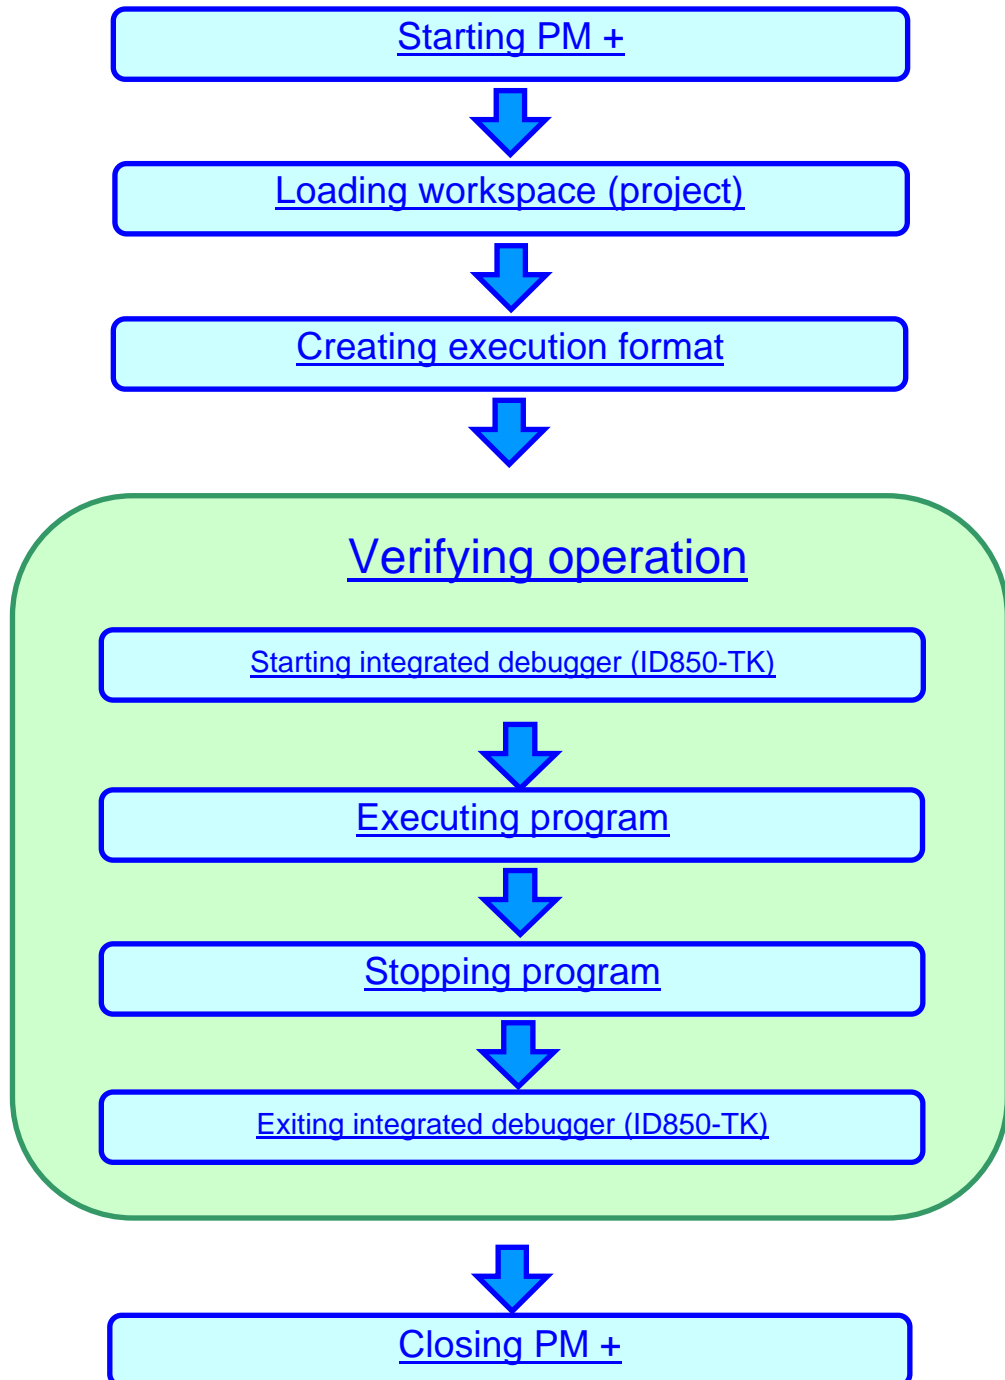 Starting PM +
Loading workspace (project)
Creating execution format
Verifying operation
Starting integrated debugger (ID850-TK)
Executing program
Stopping program
Exiting integrated debugger (ID850-TK)
Closing PM +